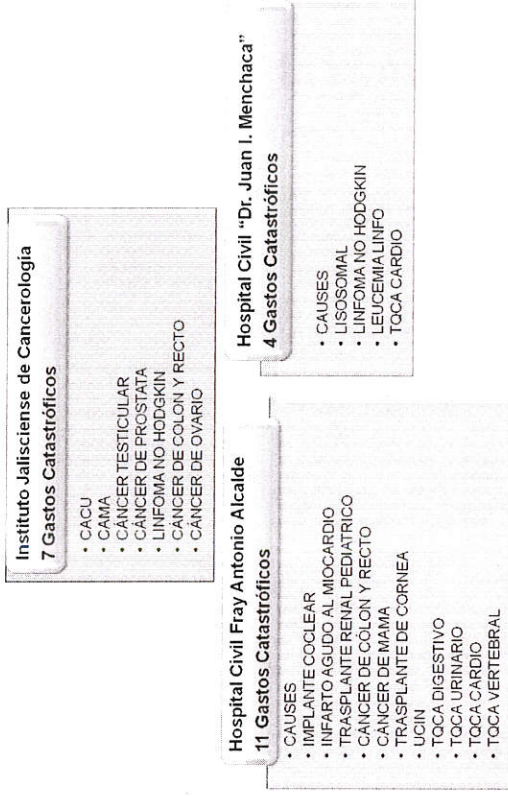 Instituto Jalisciense de Cancerología
7 Gastos Catastróficos
• CACU
• CAMA
• CÁNCER TESTICULAR
• CÁNCER DE PROSTATA
• LINFOMA NO HODGKIN
• CÁNCER DE COLON Y RECTO
• CÁNCER DE OVARIO
Hospital Civil Fray Antonio Alcalde
11 Gastos Catastróficos
• CAUSES
• IMPLANTE COCLEAR
• INFARTO AGUDO AL MIOCARDIO
• TRASPLANTE RENAL PEDIATRICO
• CÁNCER DE CÓLON Y RECTO
• CÁNCER DE MAMA
• TRASPLANTE DE CORNEA
• UCIN
• TQCA DIGESTIVO
• TQCA URINARIO
• TQCA CARDIO
• TQCA VERTEBRAL
Hospital Civil "Dr. Juan I. Menchaca"
4 Gastos Catastróficos
• CAUSES
• LISOSOMAL
• LINFOMA NO HODGKIN
• LEUCEMIA LINFO
• TQCA CARDIO